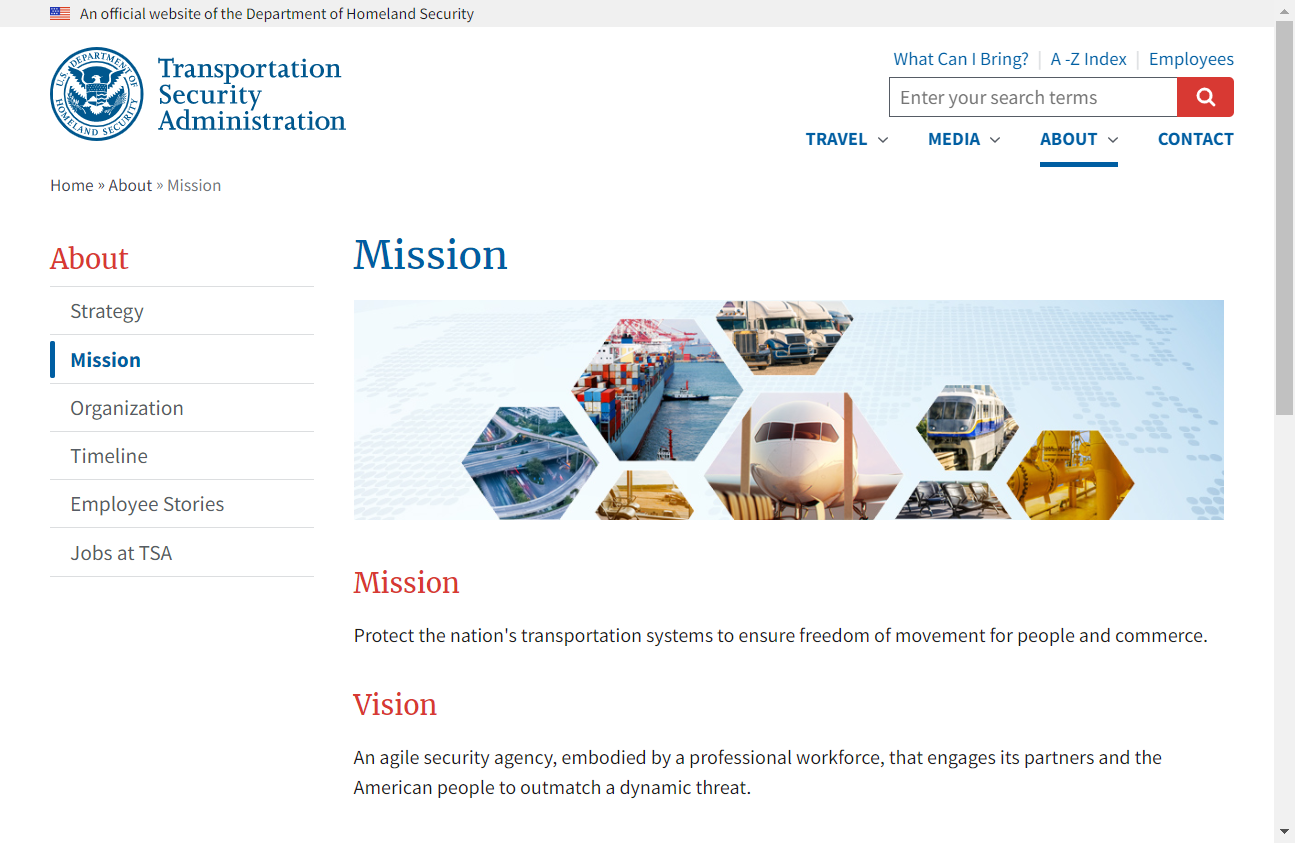 An official website of the Department of Homeland Security
U.S. DEPARTMENT OF
HOMELAND SECURITY
Transportation
Security
Administration
What Can I Bring?
A -Z Index
Employees
Enter your search terms
TRAVEL
MEDIA
ABOUT
CONTACT
Home » About » Mission
About
Strategy
Mission
Organization
Timeline
Employee Stories
Jobs at TSA
Mission
Mission
Protect the nation's transportation systems to ensure freedom of movement for people and commerce.
Vision
An agile security agency, embodied by a professional workforce, that engages its partners and the
American people to outmatch a dynamic threat.